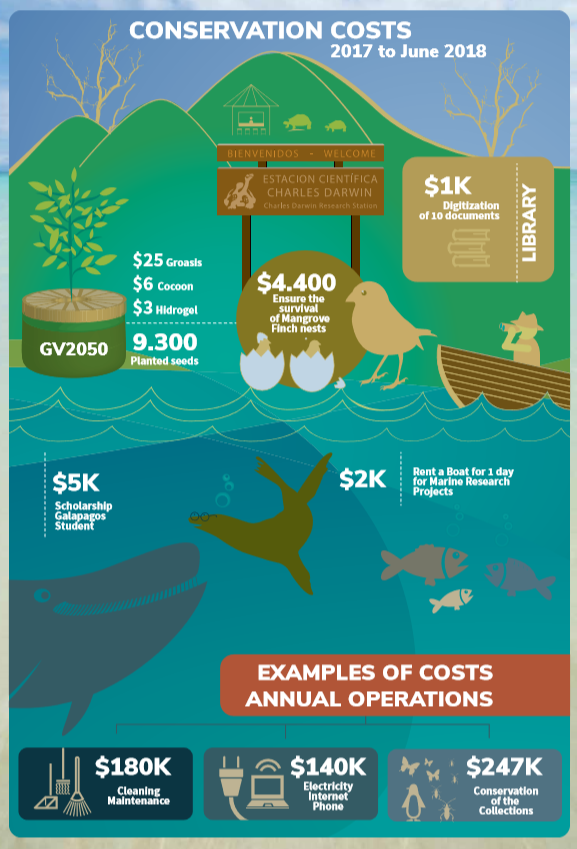 CONSERVATION COSTS
2017 to June 2018
BIENVENIDOS - WELCOME
ESTACION CIENTÍFICA
CHARLES DARWIN
Charles Darwin Research Station
$1K
Digitization
of 10 documents
LIBRARY
$25 Groasis
$6 Cocoon
$3 Hidrogel
GV2050
9.300
Planted seeds
$4.400
Ensure the
survival
of Mangrove
Finch nests
$5K
Scholarship
Galapagos
Student
$2K
Rent a Boat for 1 day
for Marine Research
Projects
EXAMPLES OF COSTS
ANNUAL OPERATIONS
$180K
Cleaning
Maintenance
$140K
Electricity
Internet
Phone
$247K
Conservation
of the
Collections